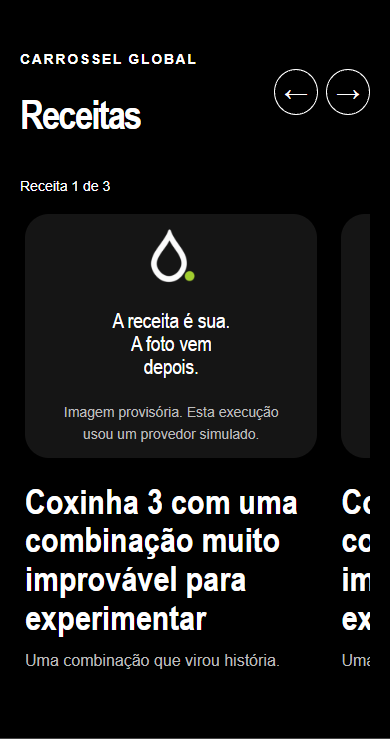 CARROSSEL GLOBAL
Receitas
← →
Receita 1 de 3
A receita é sua.
A foto vem
depois.
Imagem provisória. Esta execução
usou um provedor simulado.
Coxinha 3 com uma
combinação muito
improvável para
experimentar
Uma combinação que virou história.